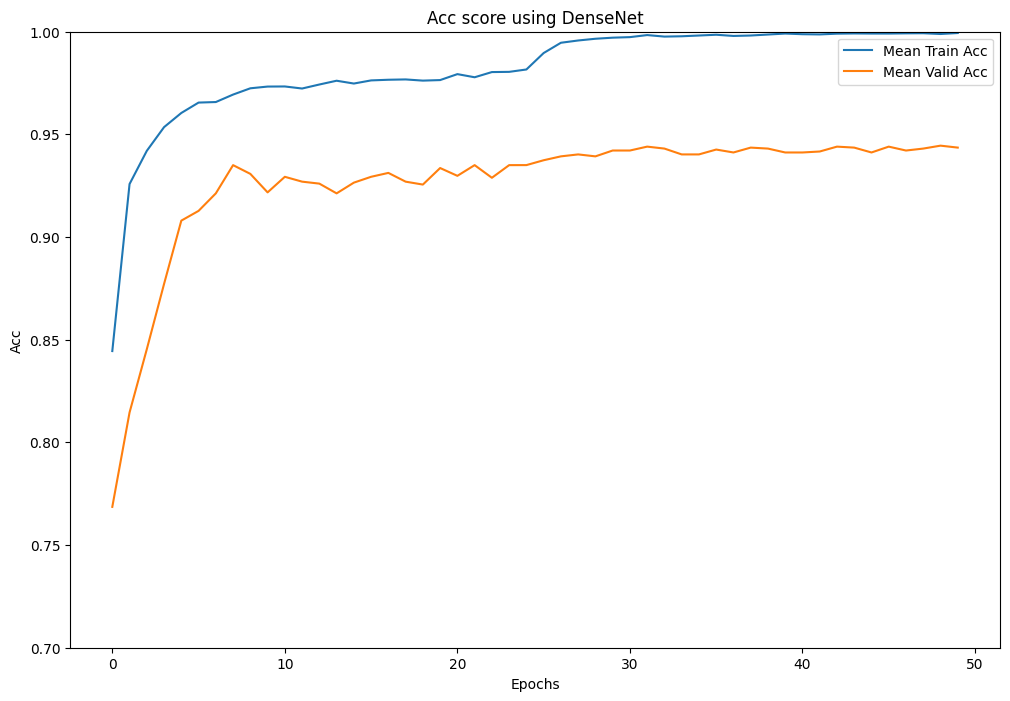 Acc score using DenseNet
1.00
0.95
0.90
0.85
0.80
0.75
0.70
Acc
0
10
20
30
40
50
Epochs
Mean Train Acc
Mean Valid Acc